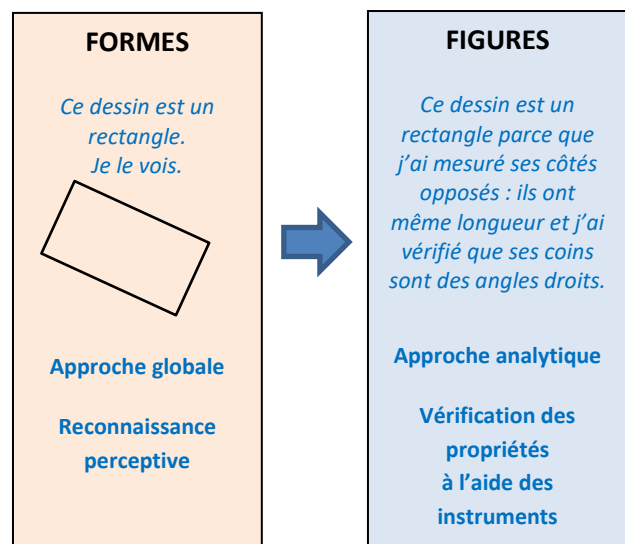 FORMES
Ce dessin est un
rectangle.
Je le vois.
Approche globale
Reconnaissance
perceptive
FIGURES
Ce dessin est un
rectangle parce que
j’ai mesuré ses côtés
opposés : ils ont
même longueur et j’ai
vérifié que ses coins
sont des angles droits.
Approche analytique
Vérification des
propriétés
à l’aide des
instruments